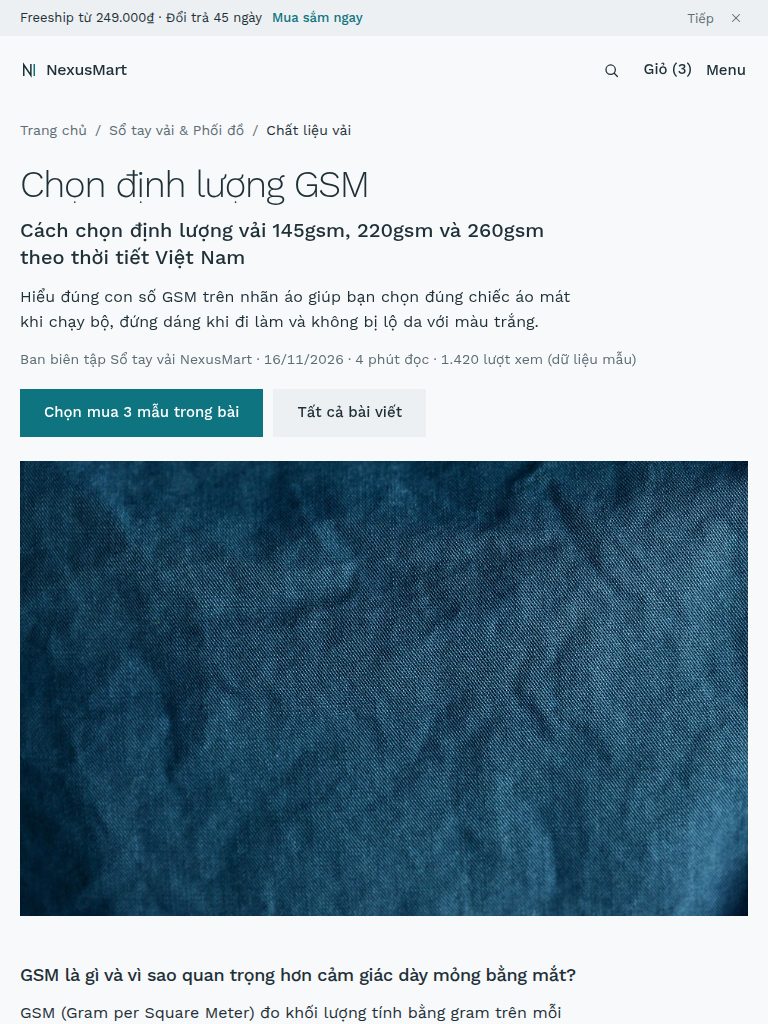 Freeship từ 249.000₫ · Đổi trả 45 ngày Mua sắm ngay Tiếp ×
NexusMart Giỏ (3) Menu
Trang chủ / Sổ tay vải & Phối đồ / Chất liệu vải
Chọn định lượng GSM
Cách chọn định lượng vải 145gsm, 220gsm và 260gsm
theo thời tiết Việt Nam
Hiểu đúng con số GSM trên nhãn áo giúp bạn chọn đúng chiếc áo mát
khi chạy bộ, đứng dáng khi đi làm và không bị lộ da với màu trắng.
Ban biên tập Sổ tay vải NexusMart · 16/11/2026 · 4 phút đọc · 1.420 lượt xem (dữ liệu mẫu)
Chọn mua 3 mẫu trong bài Tất cả bài viết
GSM là gì và vì sao quan trọng hơn cảm giác dày mỏng bằng mắt?
GSM (Gram per Square Meter) đo khối lượng tính bằng gram trên mỗi